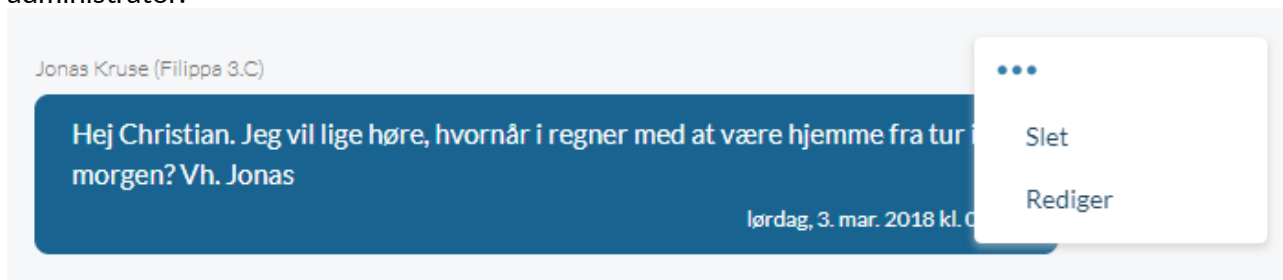 Jonas Kruse (Filippa 3.C)
•••
Hej Christian. Jeg vil lige høre, hvornår i regner med at være hjemme fra tur
morgen? Vh. Jonas
Slet
Rediger
lørdag, 3. mar. 2018 kl.